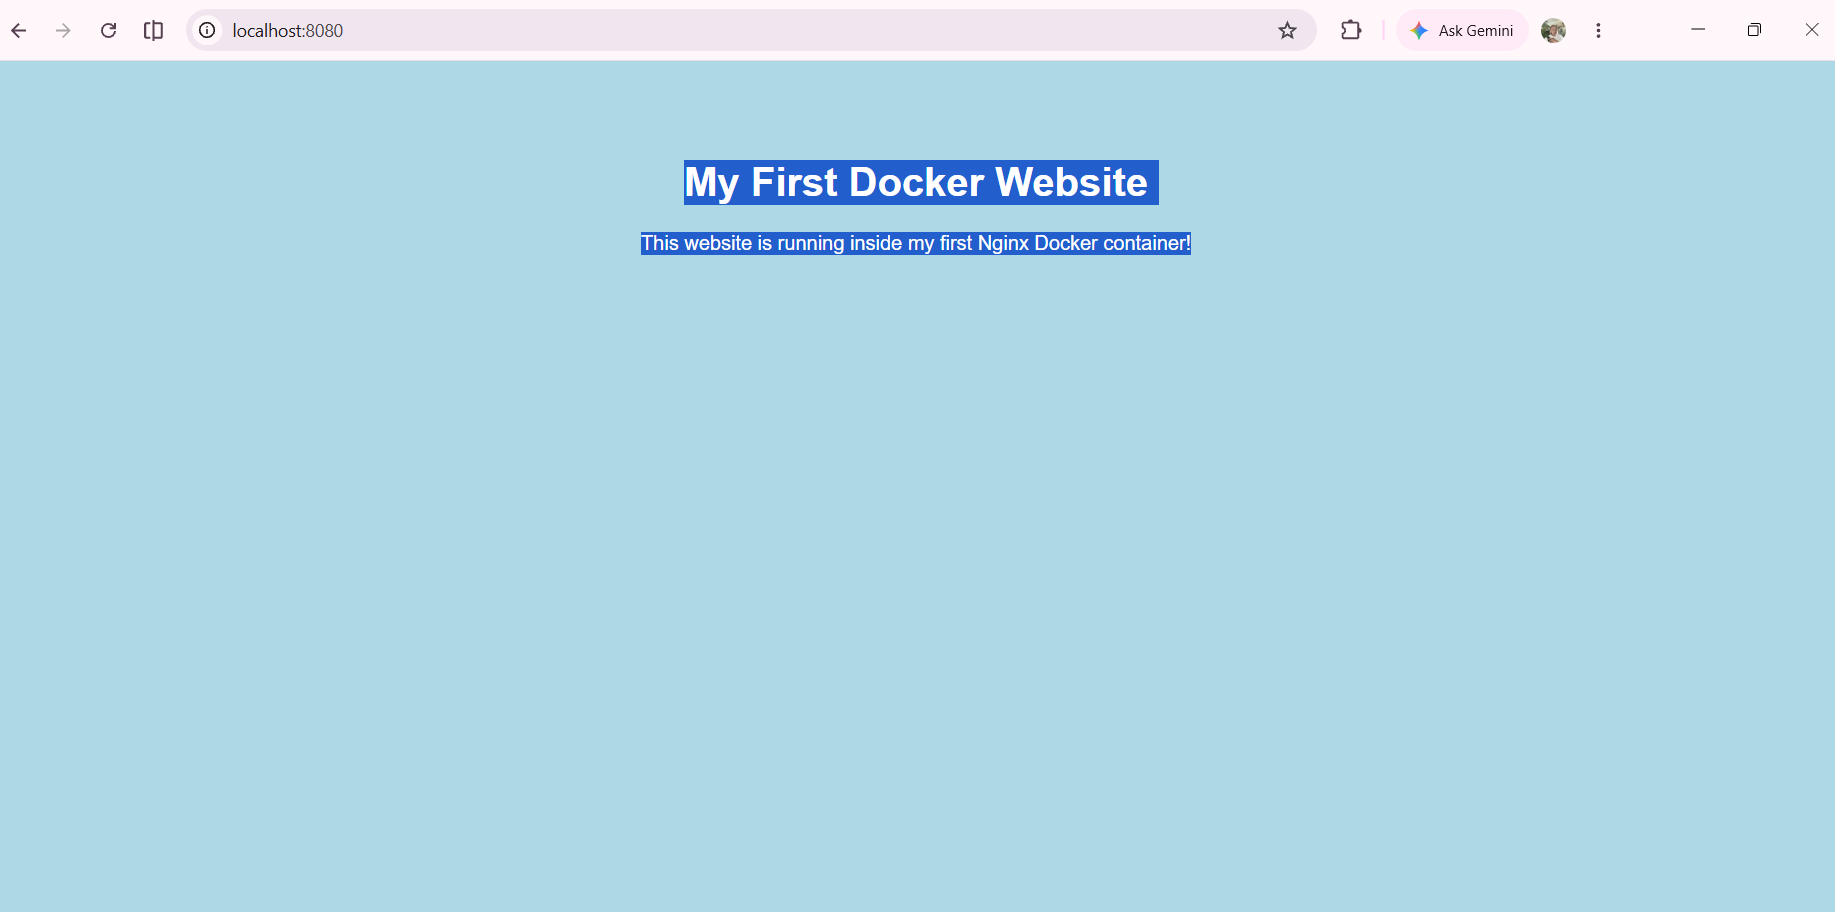 localhost:8080
Ask Gemini
My First Docker Website
This website is running inside my first Nginx Docker container!